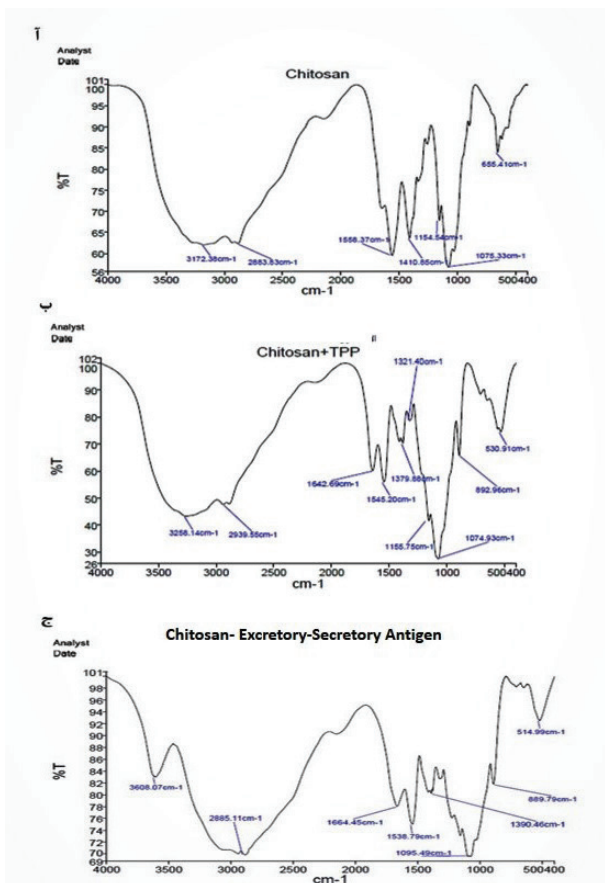 آ
Analyst
Date
Chitosan
101
100
95
90
85
80
75
70
65
60
56
%T
3172.38cm-1
2883.63cm-1
1558.37cm-1
1410.85cm-1
1154.54cm-1
1075.33cm-1
655.41cm-1
4000 3500 3000 2500 2000 1500 1000 500400
cm-1
ب
Analyst
Date
Chitosan+TPP
102
100
90
80
70
60
50
40
30
26
%T
3256.14cm-1
2939.55cm-1
1642.69cm-1
1545.20cm-1
1379.88cm-1
1321.40cm-1
1155.75cm-1
1074.93cm-1
892.96cm-1
530.91cm-1
4000 3500 3000 2500 2000 1500 1000 500400
cm-1
ج
Chitosan- Excretory-Secretory Antigen
Analyst
Date
101
98
96
94
92
90
88
86
84
82
80
78
76
74
72
70
69
%T
3608.07cm-1
2885.11cm-1
1664.45cm-1
1538.79cm-1
1390.46cm-1
1095.49cm-1
889.79cm-1
514.99cm-1
4000 3500 3000 2500 2000 1500 1000 500400
cm-1